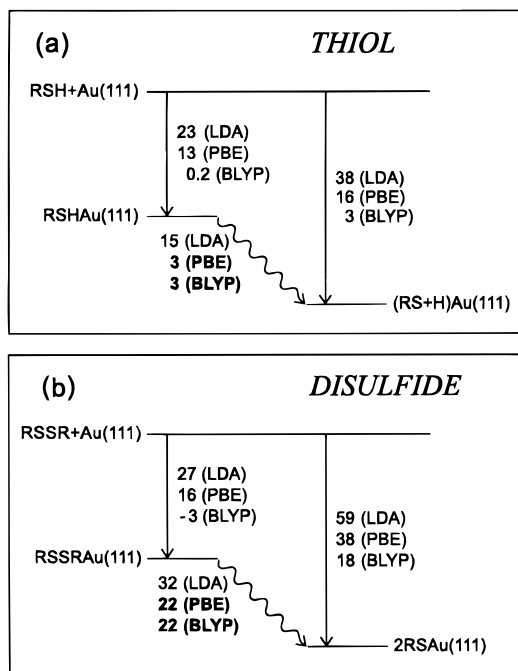 (a) THIOL
RSH+Au(111)
23 (LDA)
13 (PBE)
0.2 (BLYP)
38 (LDA)
16 (PBE)
3 (BLYP)
RSHAu(111)
15 (LDA)
3 (PBE)
3 (BLYP)
(RS+H)Au(111)
(b) DISULFIDE
RSSR+Au(111)
27 (LDA)
16 (PBE)
-3 (BLYP)
59 (LDA)
38 (PBE)
18 (BLYP)
RSSRAu(111)
32 (LDA)
22 (PBE)
22 (BLYP)
2RSAu(111)